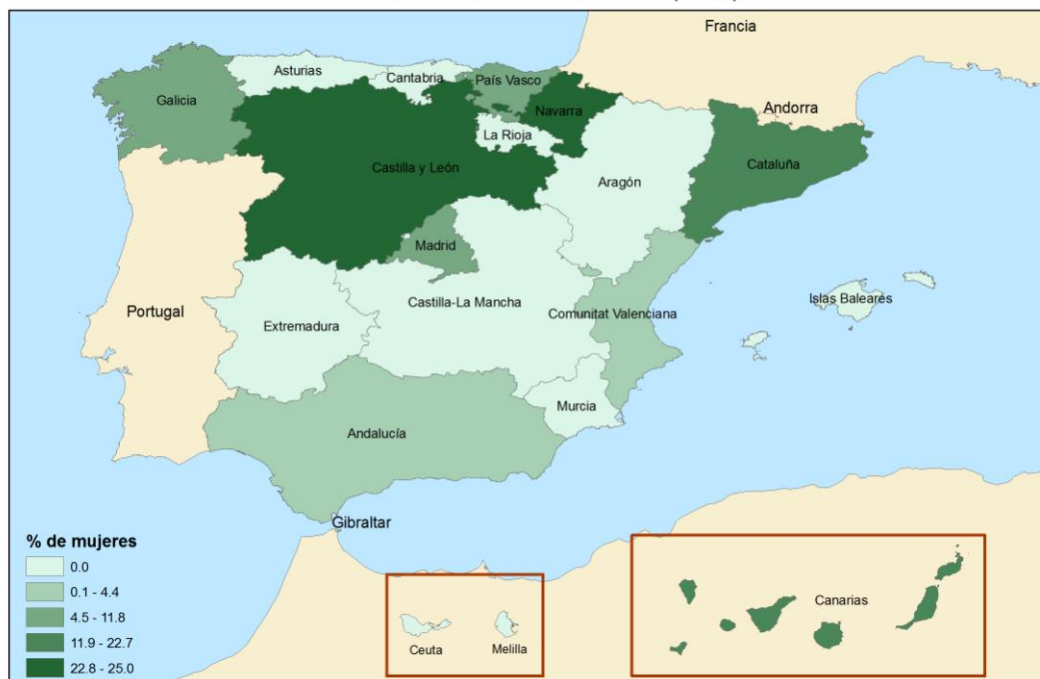 Francia
Asturias
Cantabria
País Vasco
Galicia
Navarra
Andorra
La Rioja
Castilla y León
Cataluña
Aragón
Madrid
Portugal
Castilla-La Mancha
Islas Baleares
Comunitat Valenciana
Extremadura
Murcia
Andalucía
Gibraltar
% de mujeres
0.0
0.1 - 4.4
4.5 - 11.8
11.9 - 22.7
22.8 - 25.0
Ceuta
Melilla
Canarias